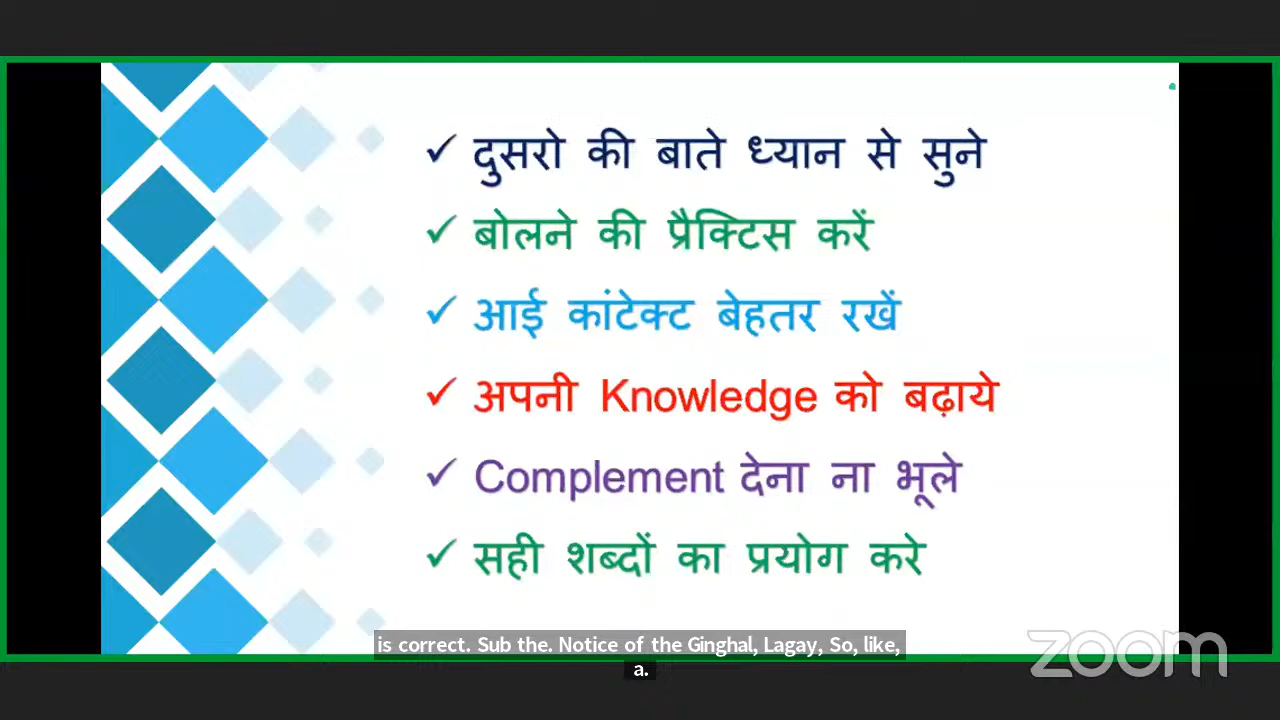 ✓ दुसरो की बाते ध्यान से सुने
✓ बोलने की प्रैक्टिस करें
✓ आई कांटेक्ट बेहतर रखें
✓ अपनी Knowledge को बढ़ाये
✓ Complement देना ना भूले
✓ सही शब्दों का प्रयोग करे
is correct. Sub the. Notice of the Ginghal, Lagay, So, like,
a.
zoom